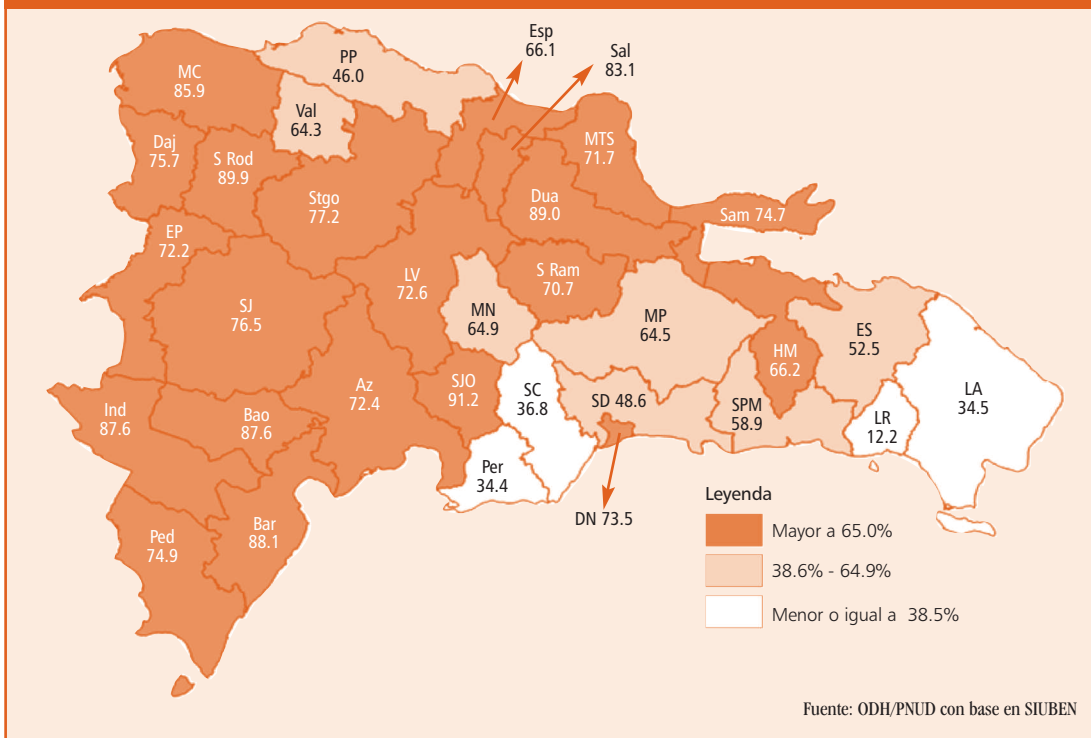 Esp
66.1
Sal
83.1
PP
46.0
MC
85.9
Val
64.3
MTS
71.7
Daj
75.7
S Rod
89.9
Stgo
77.2
Dua
89.0
Sam 74.7
EP
72.2
LV
72.6
S Ram
70.7
SJ
76.5
MN
64.9
MP
64.5
ES
52.5
HM
66.2
LA
34.5
Az
72.4
SJO
91.2
SC
36.8
SD 48.6
SPM
58.9
LR
12.2
Ind
87.6
Bao
87.6
Per
34.4
DN 73.5
Ped
74.9
Bar
88.1
Leyenda
Mayor a 65.0%
38.6% - 64.9%
Menor o igual a 38.5%
Fuente: ODH/PNUD con base en SIUBEN